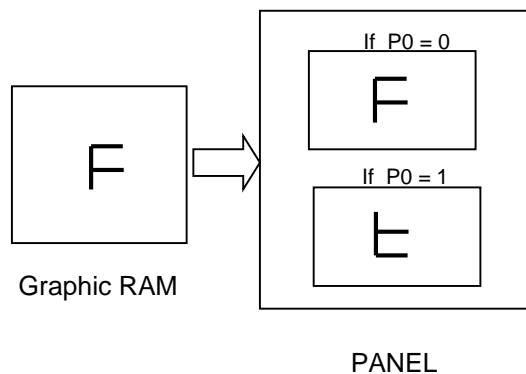 If P0 = 0
F
F
If P0 = 1
Graphic RAM
PANEL